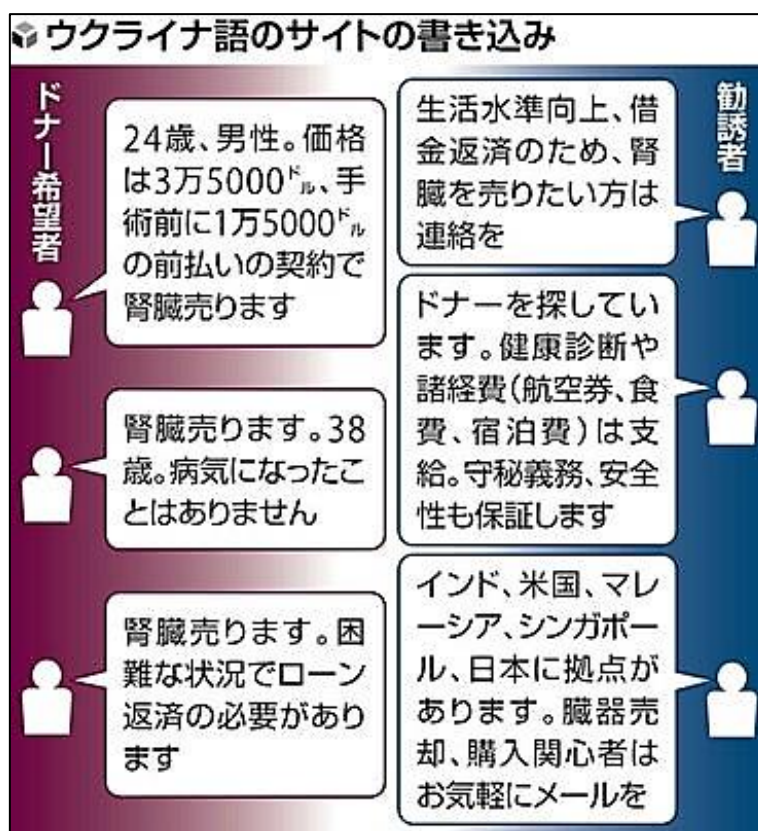 ウクライナ語のサイトの書き込み
ドナー希望者
24歳、男性。価格
は3万5000㌦、手
術前に1万5000㌦
の前払いの契約で
腎臓売ります
腎臓売ります。38
歳。病気になったこ
とはありません
腎臓売ります。困
難な状況でローン
返済の必要があり
ます
勧誘者
生活水準向上、借
金返済のため、腎
臓を売りたい方は
連絡を
ドナーを探してい
ます。健康診断や
諸経費(航空券、食
費、宿泊費)は支
給。守秘義務、安全
性も保証します
インド、米国、マレ
ーシア、シンガポー
ル、日本に拠点が
あります。臓器売
却、購入関心者は
お気軽にメールを